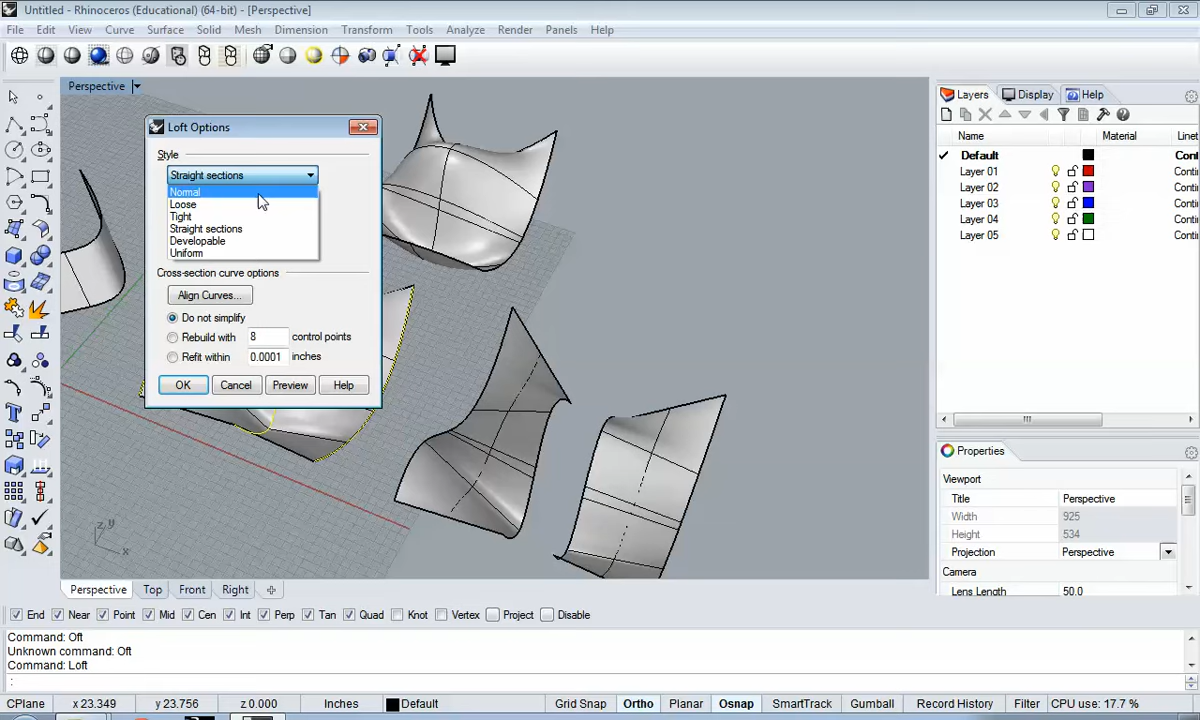 Untitled - Rhinoceros (Educational) (64-bit) - [Perspective]
File Edit View Curve Surface Solid Mesh Dimension Transform Tools Analyze Render Panels Help
Perspective
Layers Display Help
Name Material Linet
Default Conti
Layer 01 Conti
Layer 02 Conti
Layer 03 Conti
Layer 04 Conti
Layer 05 Conti
Loft Options
Style
Straight sections
Normal
Loose
Tight
Straight sections
Developable
Uniform
Cross-section curve options
Align Curves...
Do not simplify
Rebuild with 8 control points
Refit within 0.0001 inches
OK Cancel Preview Help
Properties
Viewport
Title Perspective
Width 925
Height 534
Projection Perspective
Camera
Lens Length 50.0
z y
x
Perspective Top Front Right
End Near Point Mid Cen Int Perp Tan Quad Knot Vertex Project Disable
Command: Oft
Unknown command: Oft
Command: Loft
:
CPlane x 23.349 y 23.756 z 0.000 Inches Default Grid Snap Ortho Planar Osnap SmartTrack Gumball Record History Filter CPU use: 17.7 %